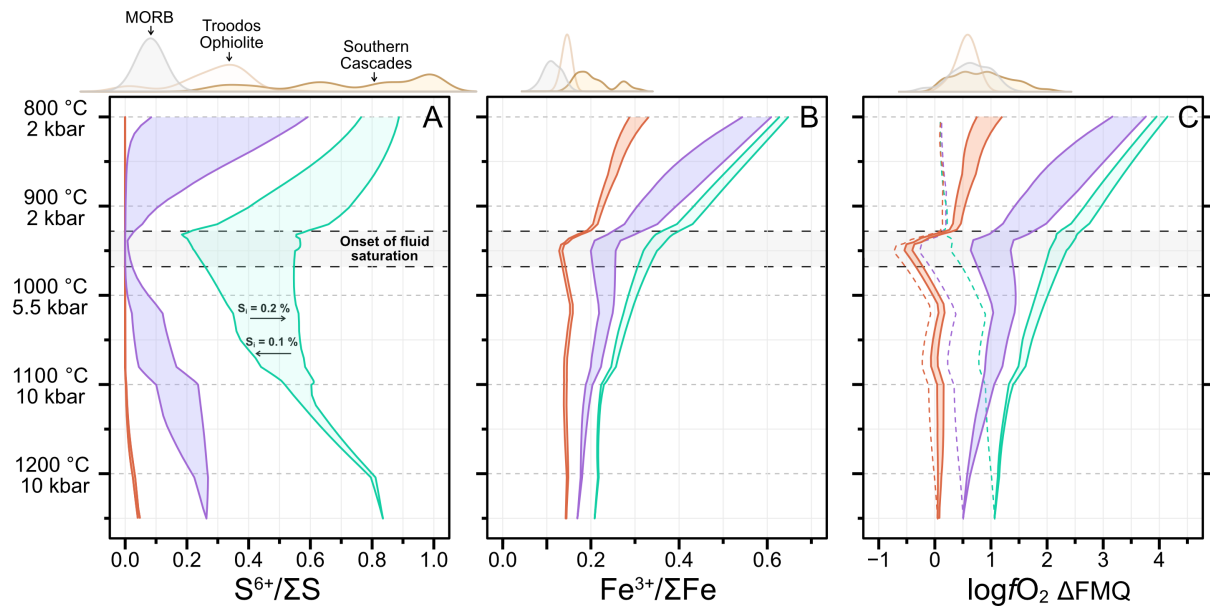 MORB
Troodos
Ophiolite
Southern
Cascades
A
B
C
800 °C
2 kbar
900 °C
2 kbar
1000 °C
5.5 kbar
1100 °C
10 kbar
1200 °C
10 kbar
Onset of fluid
saturation
Sᵢ = 0.2 %
Sᵢ = 0.1 %
0.0 0.2 0.4 0.6 0.8 1.0
S⁶⁺/ΣS
0.0 0.2 0.4 0.6
Fe³⁺/ΣFe
−1 0 1 2 3 4
logfO₂ ΔFMQ